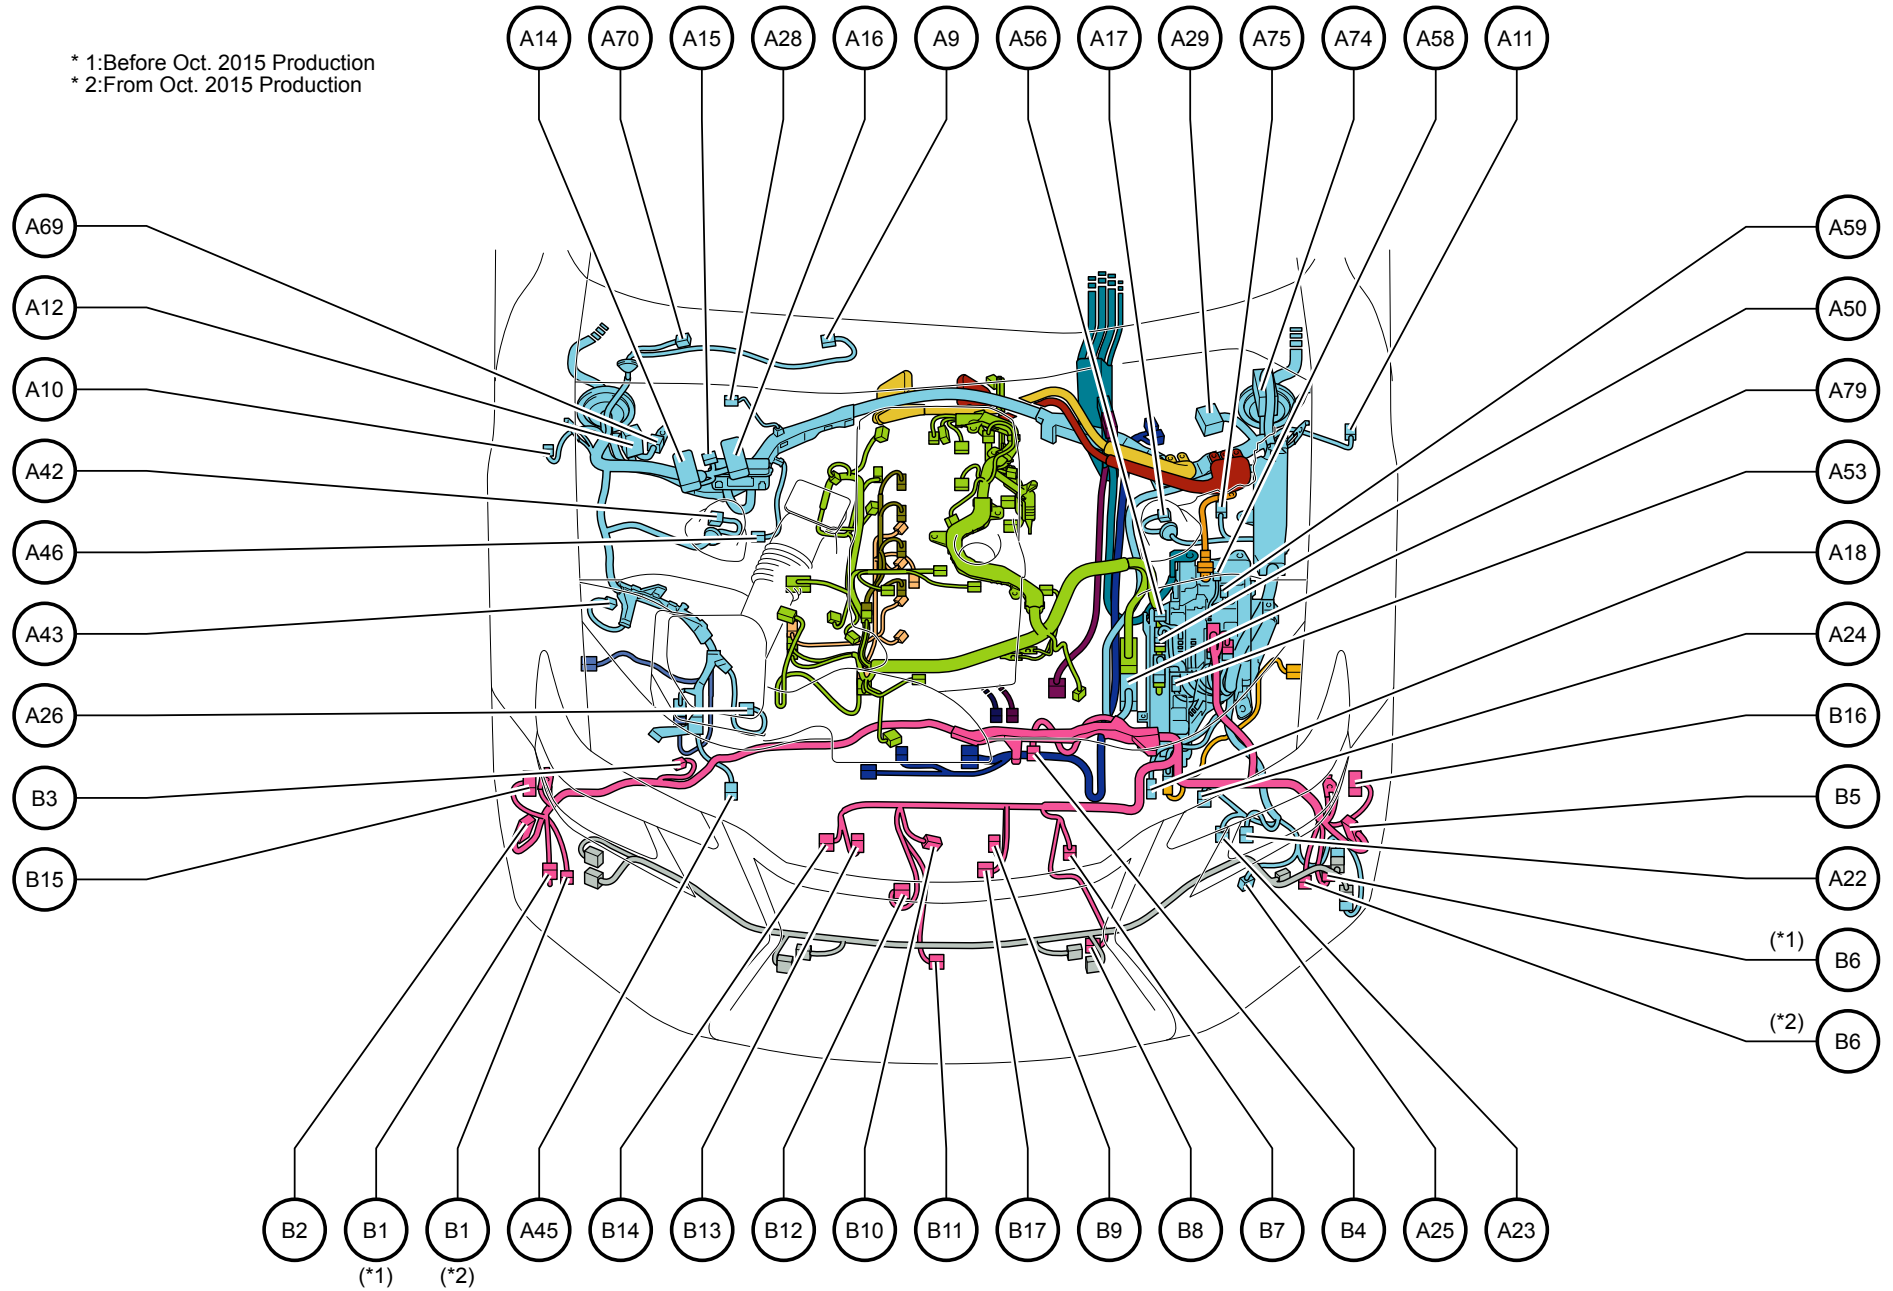 * 1:Before Oct. 2015 Production
* 2:From Oct. 2015 Production
A14 A70 A15 A28 A16 A9 A56 A17 A29 A75 A74 A58 A11
A69
A12
A10
A42
A46
A43
A26
B3
B15
A59
A50
A79
A53
A18
A24
B16
B5
A22
(*1)
B6
(*2)
B6
B2 B1 B1 A45 B14 B13 B12 B10 B11 B17 B9 B8 B7 B4 A25 A23
(*1) (*2)